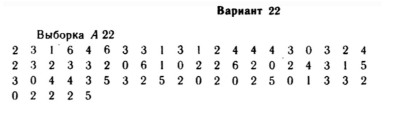 Вариант 22
Выборка А 22
2 3 1 6 4 6 3 3 1 3 1 2 4 4 4 3 0 3 2 4
2 3 2 3 3 2 0 6 1 0 2 2 6 2 0 2 4 3 1 5
3 0 4 4 3 5 3 2 5 2 0 2 0 2 5 0 1 3 3 2
0 2 2 2 5